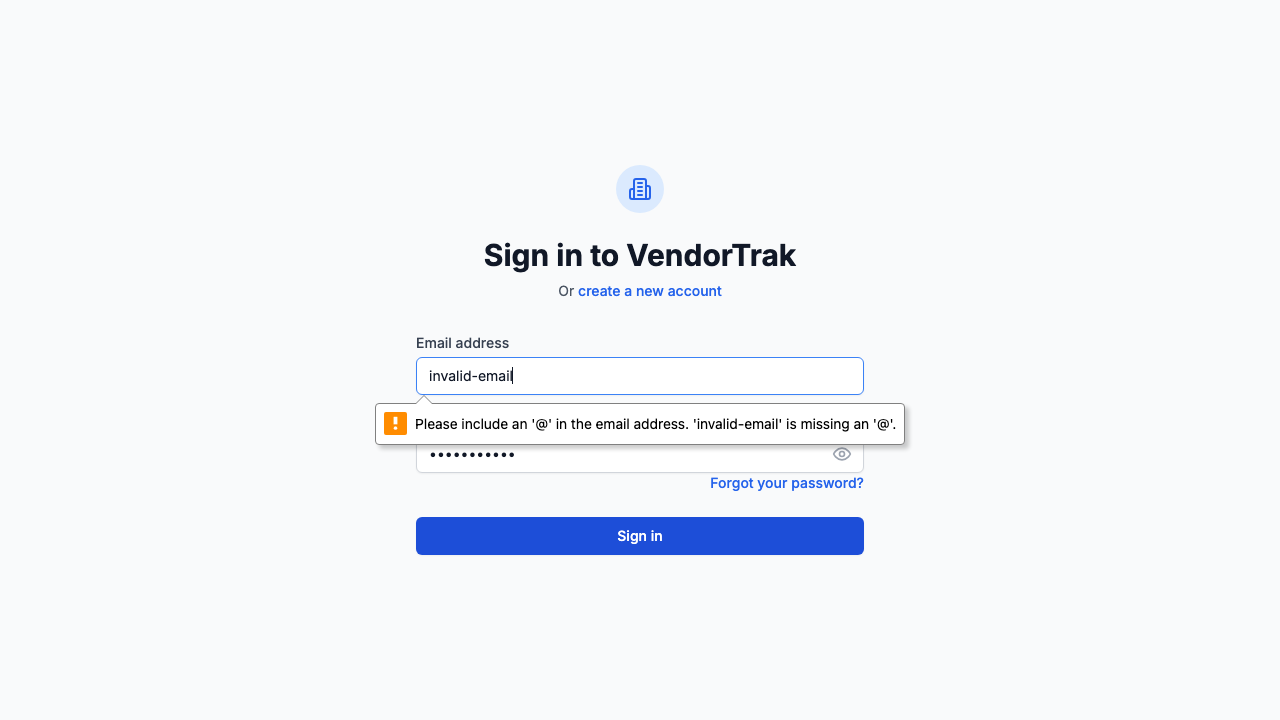 Sign in to VendorTrak
Or create a new account
Email address
invalid-email
Please include an '@' in the email address. 'invalid-email' is missing an '@'.
•••••••••••
Forgot your password?
Sign in